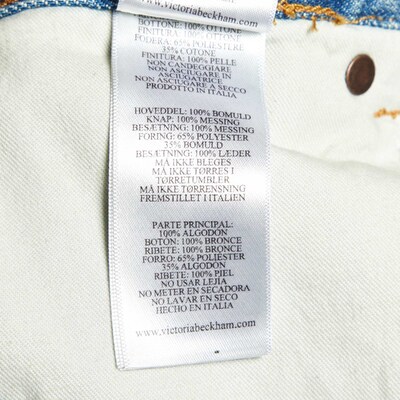 www.victoriabeckham.com
BOTTONE: 100% OTTONE
FINITURA: 100% OTTONE
FODERA: 65% POLIESTERE
35% COTONE
FINITURA: 100% PELLE
NON CANDEGGIARE
NON ASCIUGARE IN
ASCIUGATRICE
NON ASCIUGARE A SECCO
PRODOTTO IN ITALIA
HOVEDDEL: 100% BOMULD
KNAP: 100% MESSING
BESÆTNING: 100% MESSING
FORING: 65% POLYESTER
35% BOMULD
BESÆTNING: 100% LÆDER
MÅ IKKE BLEGES
MÅ IKKE TØRRES I
TØRRETUMBLER
MÅ IKKE TØRRENSNING
FREMSTILLET I ITALIEN
PARTE PRINCIPAL:
100% ALGODON
BOTÓN: 100% BRONCE
RIBETE: 100% BRONCE
FORRO: 65% POLIÉSTER
35% ALGODON
RIBETE: 100% PIEL
NO USAR LEJIA
NO METER EN SECADORA
NO LAVAR EN SECO
HECHO EN ITALIA
www.victoriabeckham.com